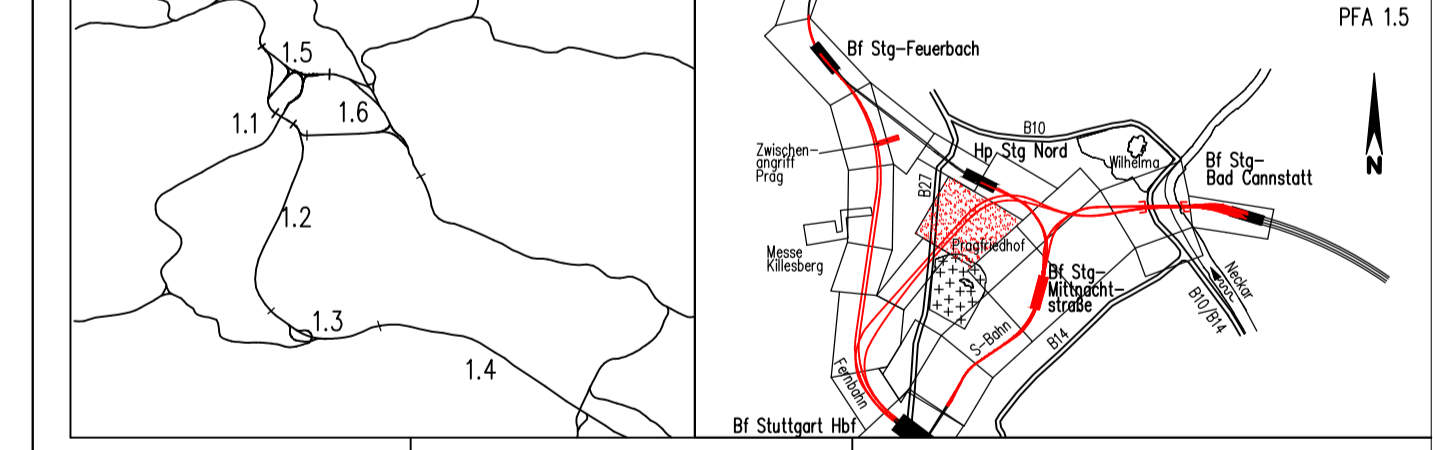 1.5
1.6
1.1
1.2
1.3
1.4
PFA 1.5
Bf Stg-Feuerbach
B10
Zwischen-
angriff
Prag
Hp Stg Nord
Wilhelma
Bf Stg-
Bad Cannstatt
B27
N
Messe
Killesberg
Pragfriedhof
Bf Stg-
Mittnacht-
straße
Neckar
B10/B14
S-Bahn
B14
Fernbahn
Bf Stuttgart Hbf